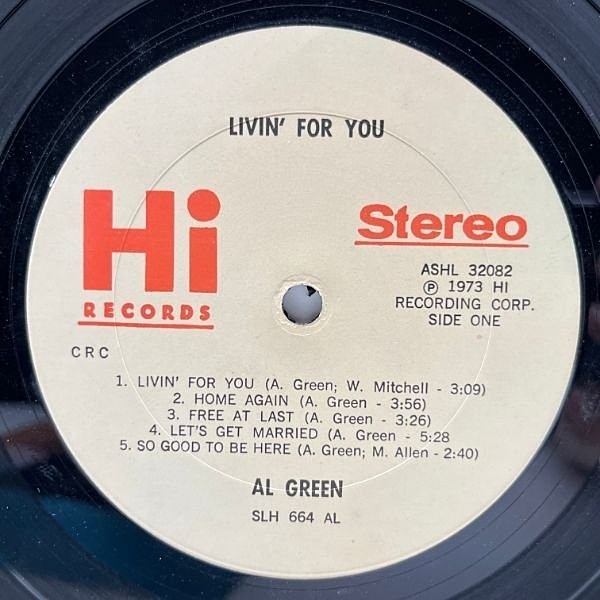 LIVIN' FOR YOU
Hi
RECORDS
Stereo
ASHL 32082
℗ 1973 HI
RECORDING CORP.
SIDE ONE
CRC
1. LIVIN' FOR YOU (A. Green; W. Mitchell - 3:09)
2. HOME AGAIN (A. Green - 3:56)
3. FREE AT LAST (A. Green - 3:26)
4. LET'S GET MARRIED (A. Green - 5:28
5. SO GOOD TO BE HERE (A. Green; M. Allen - 2:40)
AL GREEN
SLH 664 AL